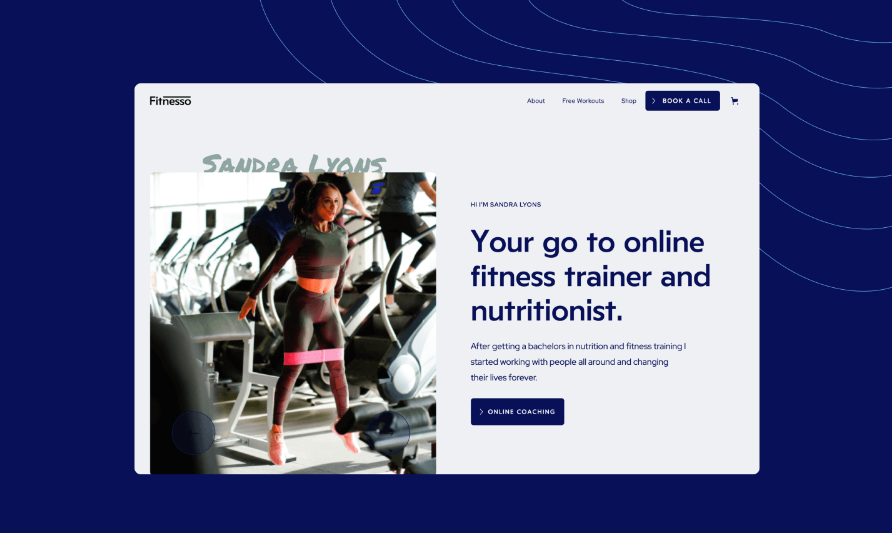 Fitnesso
About
Free Workouts
Shop
BOOK A CALL
Sandra Lyons
HI I'M SANDRA LYONS
Your go to online
fitness trainer and
nutritionist.
After getting a bachelors in nutrition and fitness training I
started working with people all around and changing
their lives forever.
ONLINE COACHING